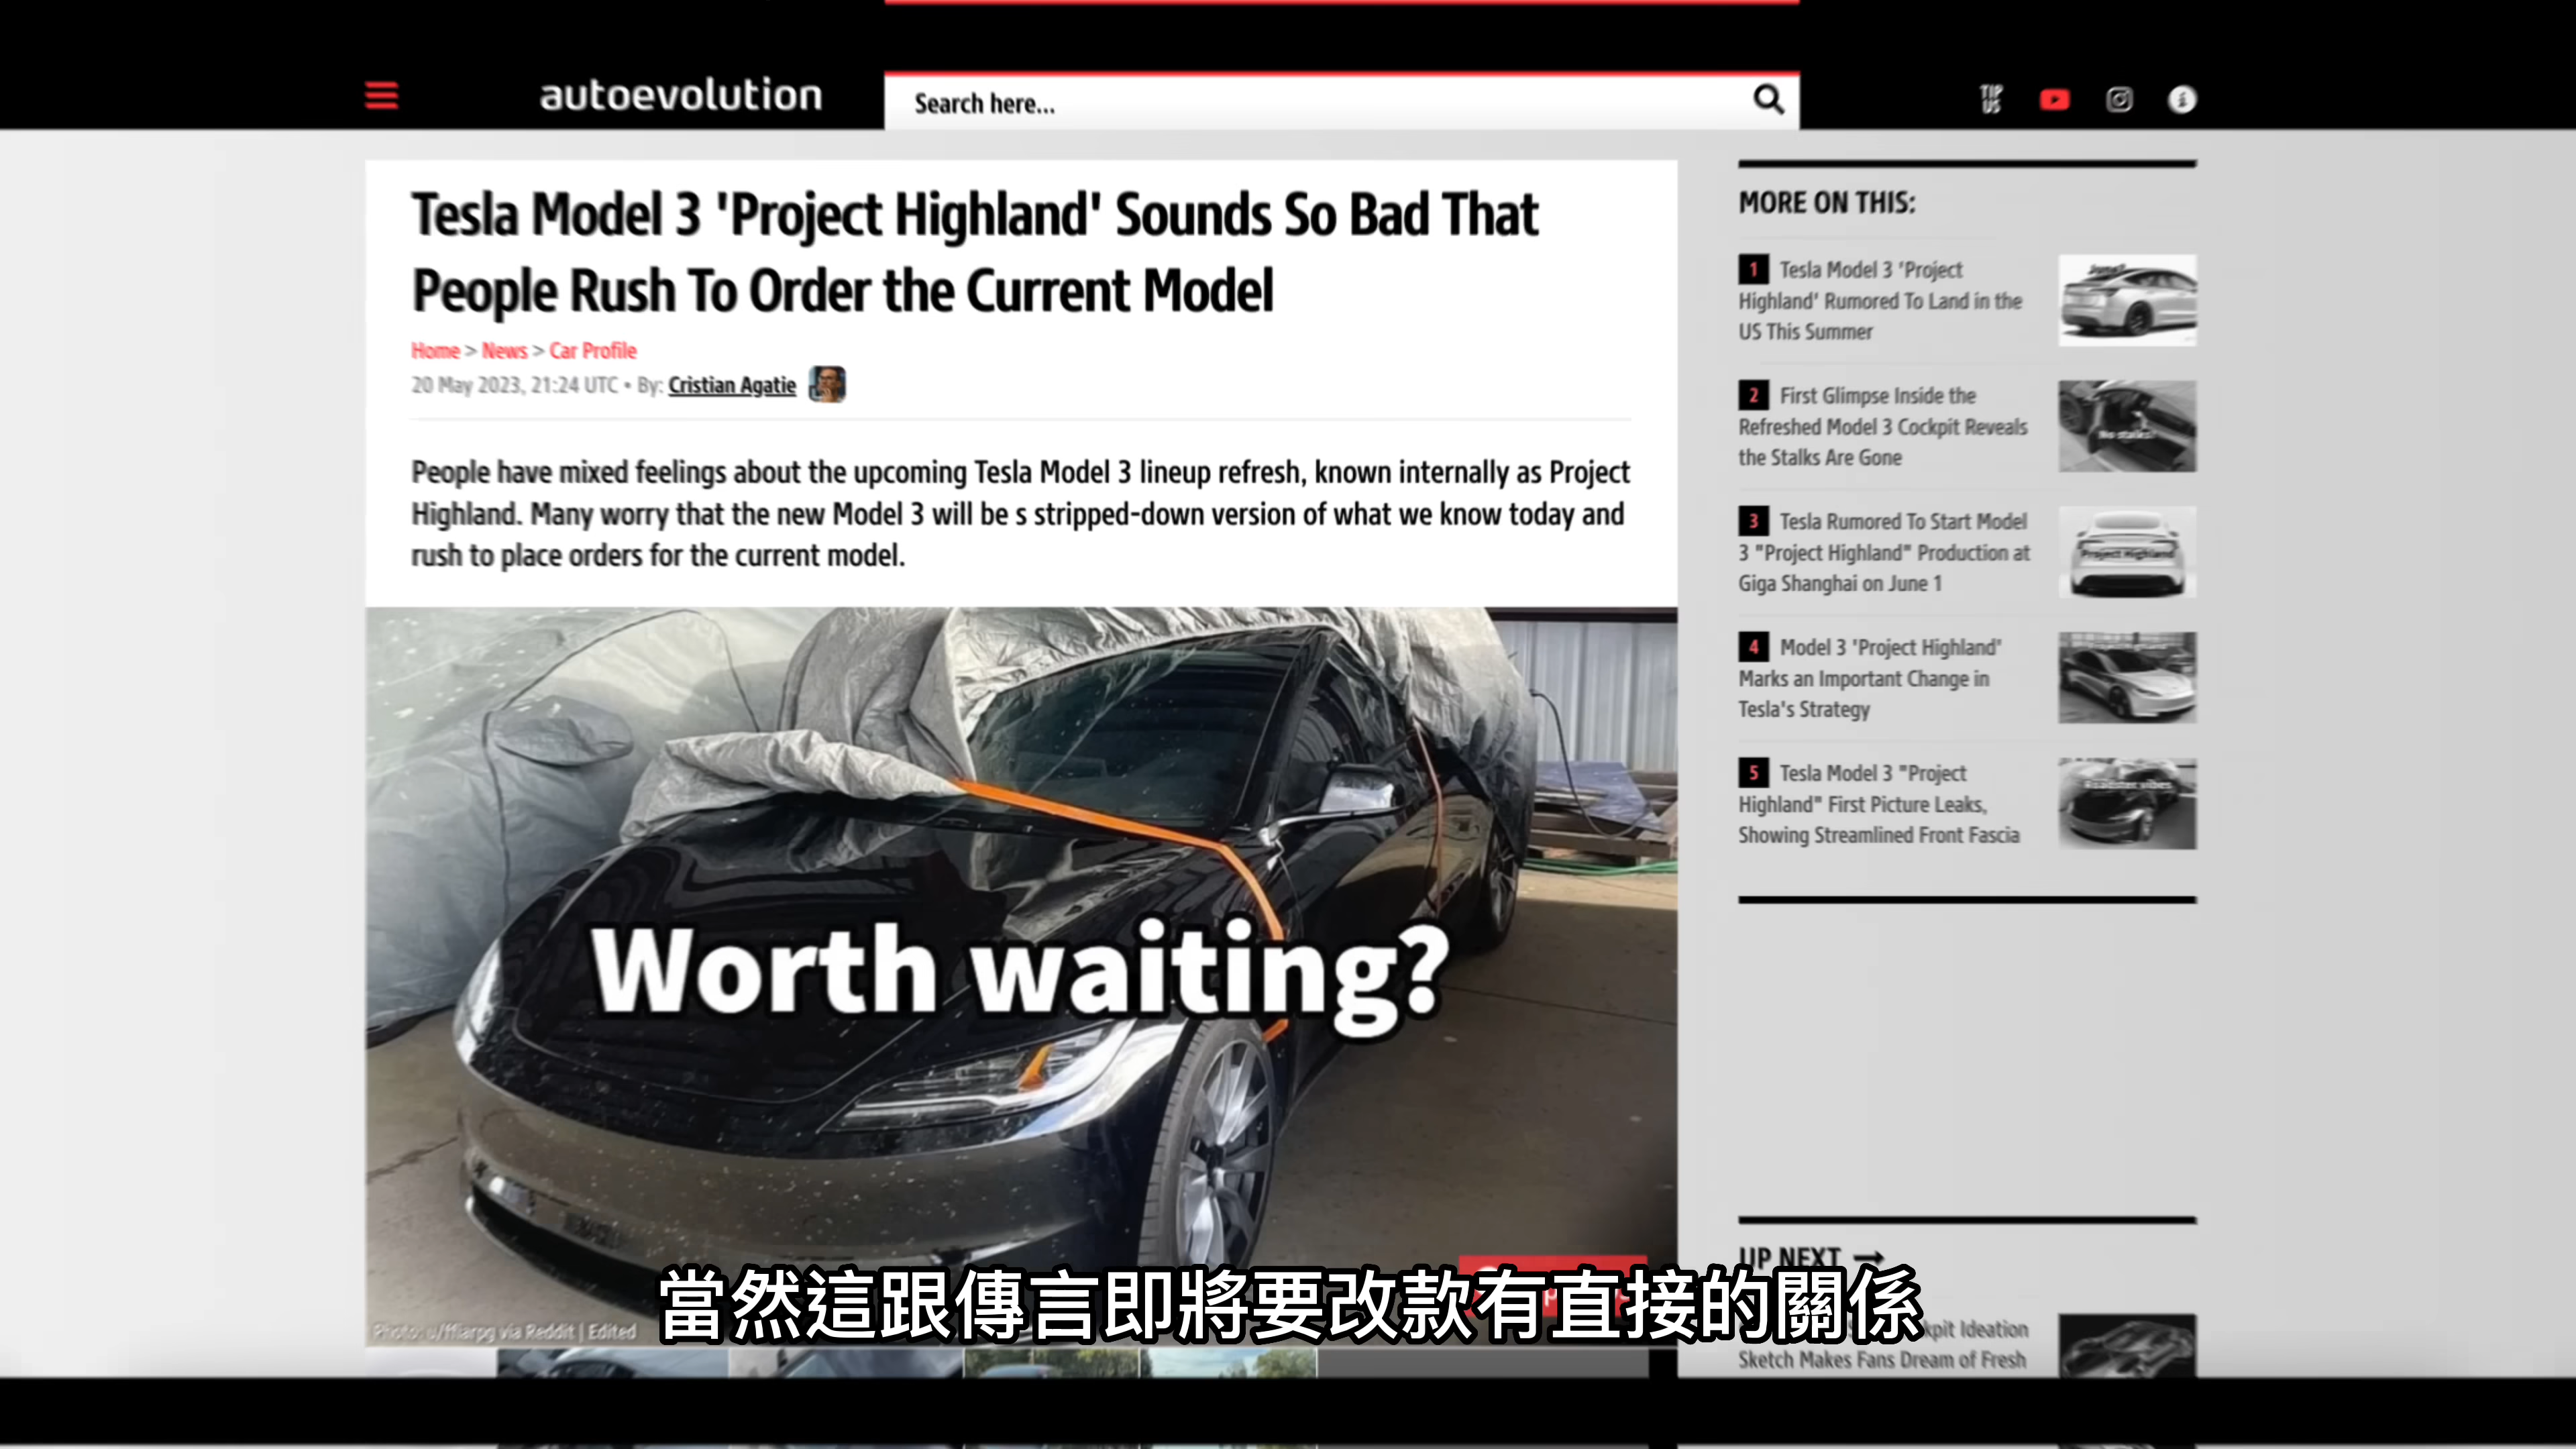 autoevolution
Search here...
TIP
US
Tesla Model 3 'Project Highland' Sounds So Bad That
People Rush To Order the Current Model
Home > News > Car Profile
20 May 2023, 21:24 UTC • By: Cristian Agatie
People have mixed feelings about the upcoming Tesla Model 3 lineup refresh, known internally as Project
Highland. Many worry that the new Model 3 will be s stripped-down version of what we know today and
rush to place orders for the current model.
Worth waiting?
Photo: u/ffiarpg via Reddit | Edited
MORE ON THIS:
1 Tesla Model 3 'Project
Highland' Rumored To Land in the
US This Summer
2 First Glimpse Inside the
Refreshed Model 3 Cockpit Reveals
the Stalks Are Gone
No stalks?
3 Tesla Rumored To Start Model
3 "Project Highland" Production at
Giga Shanghai on June 1
Project Highland
4 Model 3 'Project Highland'
Marks an Important Change in
Tesla's Strategy
5 Tesla Model 3 "Project
Highland" First Picture Leaks,
Showing Streamlined Front Fascia
Roadster vibes
UP NEXT
Ideation
Sketch Makes Fans Dream of Fresh
當然這跟傳言即將要改款有直接的關係